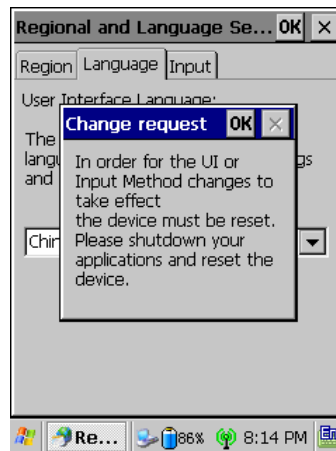 Regional and Language Se... OK
Region Language Input
User Interface Language:
Change request OK
The
langu gs
and
In order for the UI or
Input Method changes to
take effect
the device must be reset.
Please shutdown your
applications and reset the
device.
Chin
Re... 86% 8:14 PM En